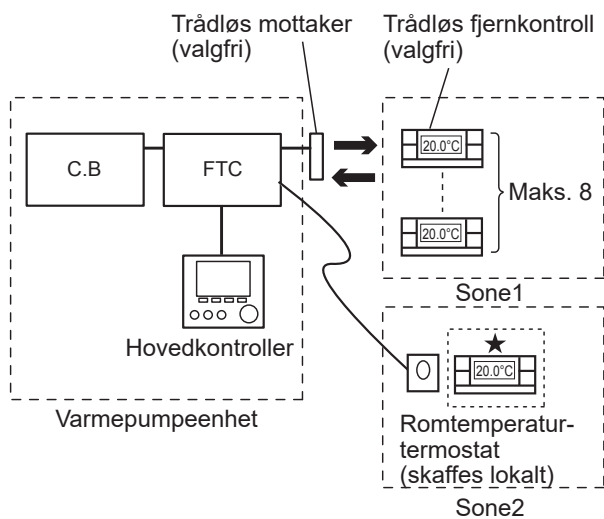 Trådløs mottaker
(valgfri)
Trådløs fjernkontroll
(valgfri)
C.B
FTC
20.0°C
Maks. 8
20.0°C
Sone1
Hovedkontroller
Varmepumpeenhet
20.0°C
Romtemperatur-
termostat
(skaffes lokalt)
Sone2